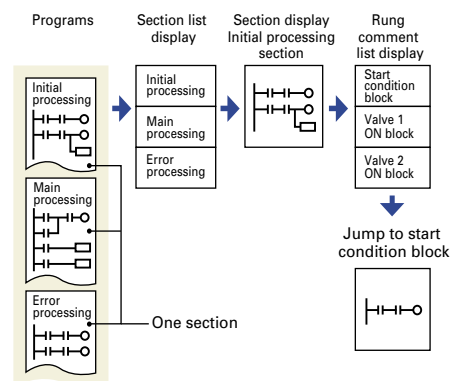 Programs
Section list
display
Section display
Initial processing
section
Rung
comment
list display
Initial
processing
Main
processing
Error
processing
Initial
processing
Main
processing
Error
processing
Start
condition
block
Valve 1
ON block
Valve 2
ON block
Jump to start
condition block
One section